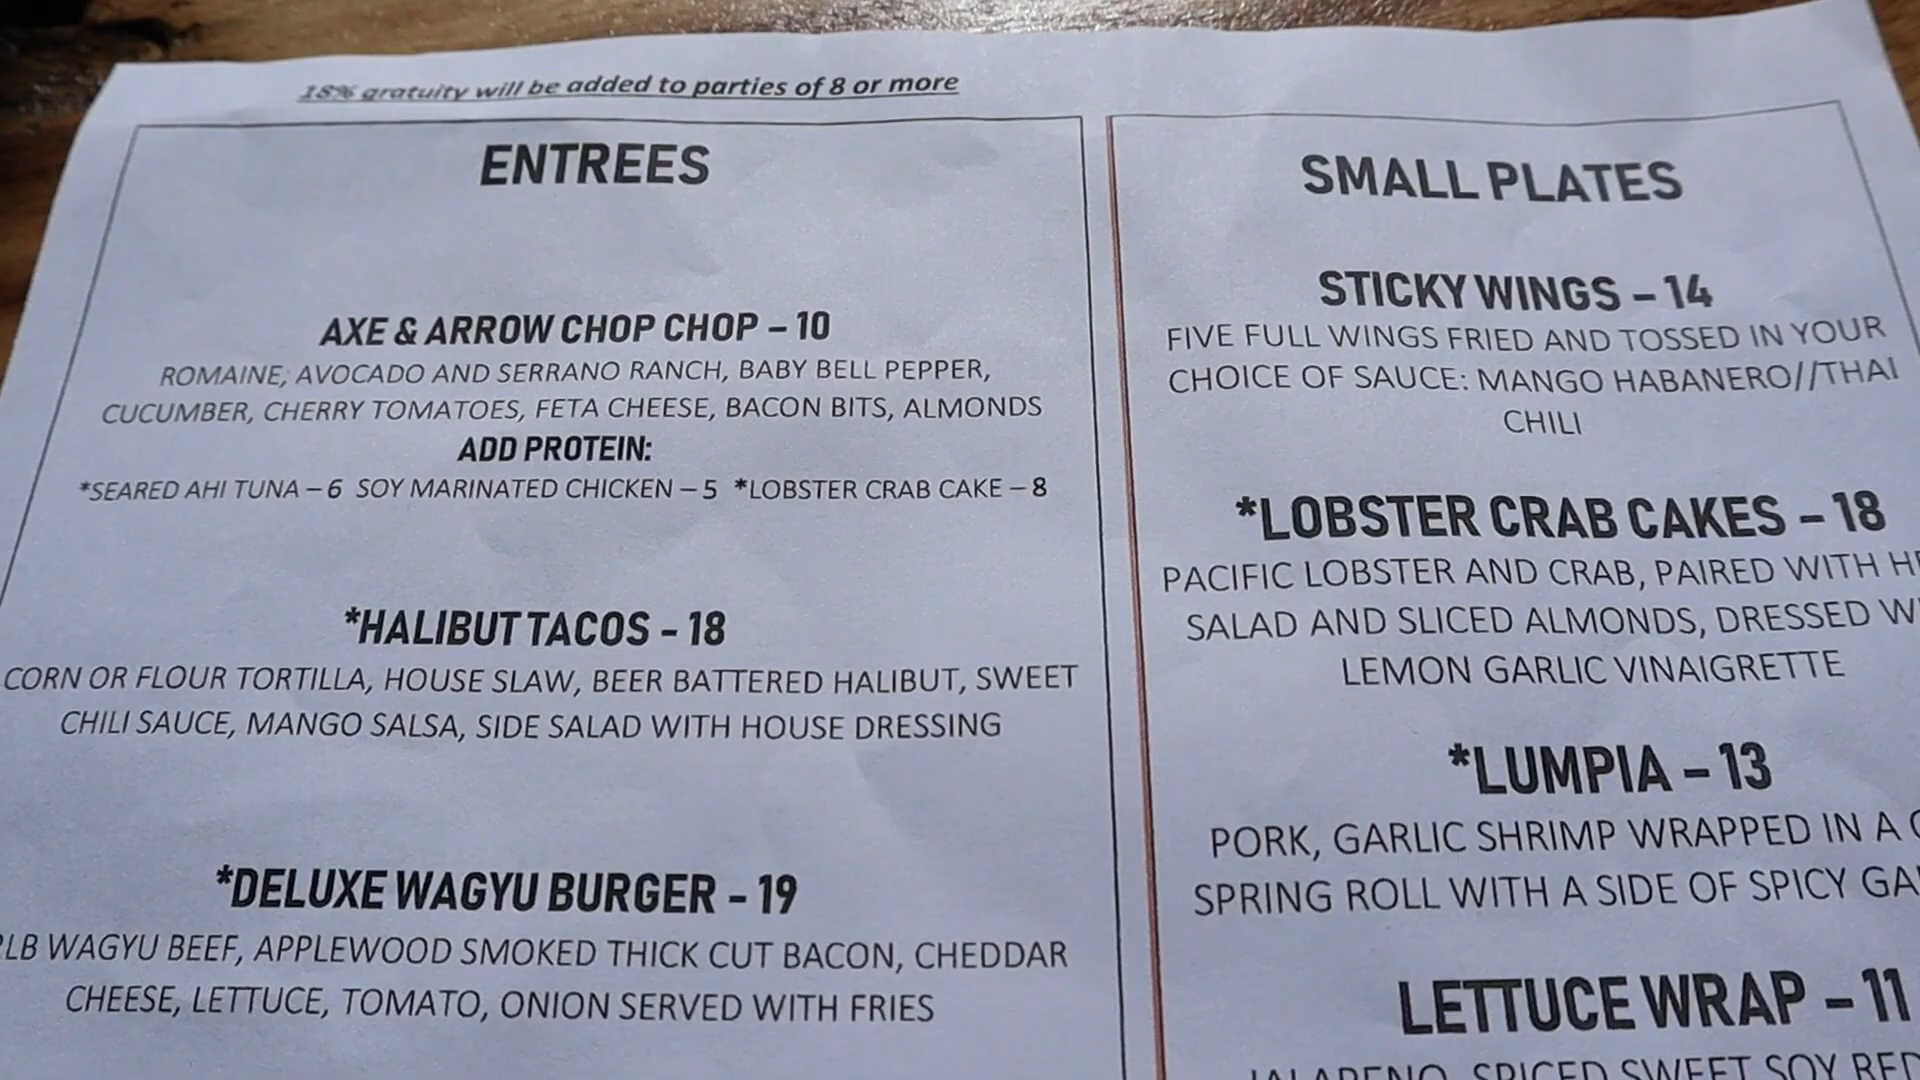 18% gratuity will be added to parties of 8 or more
ENTREES
AXE & ARROW CHOP CHOP – 10
ROMAINE, AVOCADO AND SERRANO RANCH, BABY BELL PEPPER,
CUCUMBER, CHERRY TOMATOES, FETA CHEESE, BACON BITS, ALMONDS
ADD PROTEIN:
*SEARED AHI TUNA – 6 SOY MARINATED CHICKEN – 5 *LOBSTER CRAB CAKE – 8
*HALIBUT TACOS - 18
CORN OR FLOUR TORTILLA, HOUSE SLAW, BEER BATTERED HALIBUT, SWEET
CHILI SAUCE, MANGO SALSA, SIDE SALAD WITH HOUSE DRESSING
*DELUXE WAGYU BURGER - 19
LB WAGYU BEEF, APPLEWOOD SMOKED THICK CUT BACON, CHEDDAR
CHEESE, LETTUCE, TOMATO, ONION SERVED WITH FRIES
SMALL PLATES
STICKY WINGS – 14
FIVE FULL WINGS FRIED AND TOSSED IN YOUR
CHOICE OF SAUCE: MANGO HABANERO//THAI
CHILI
*LOBSTER CRAB CAKES – 18
PACIFIC LOBSTER AND CRAB, PAIRED WITH
SALAD AND SLICED ALMONDS, DRESSED
LEMON GARLIC VINAIGRETTE
*LUMPIA – 13
PORK, GARLIC SHRIMP WRAPPED IN A
SPRING ROLL WITH A SIDE OF SPICY
LETTUCE WRAP – 11
JALAPENO, SPICED SWEET SOY